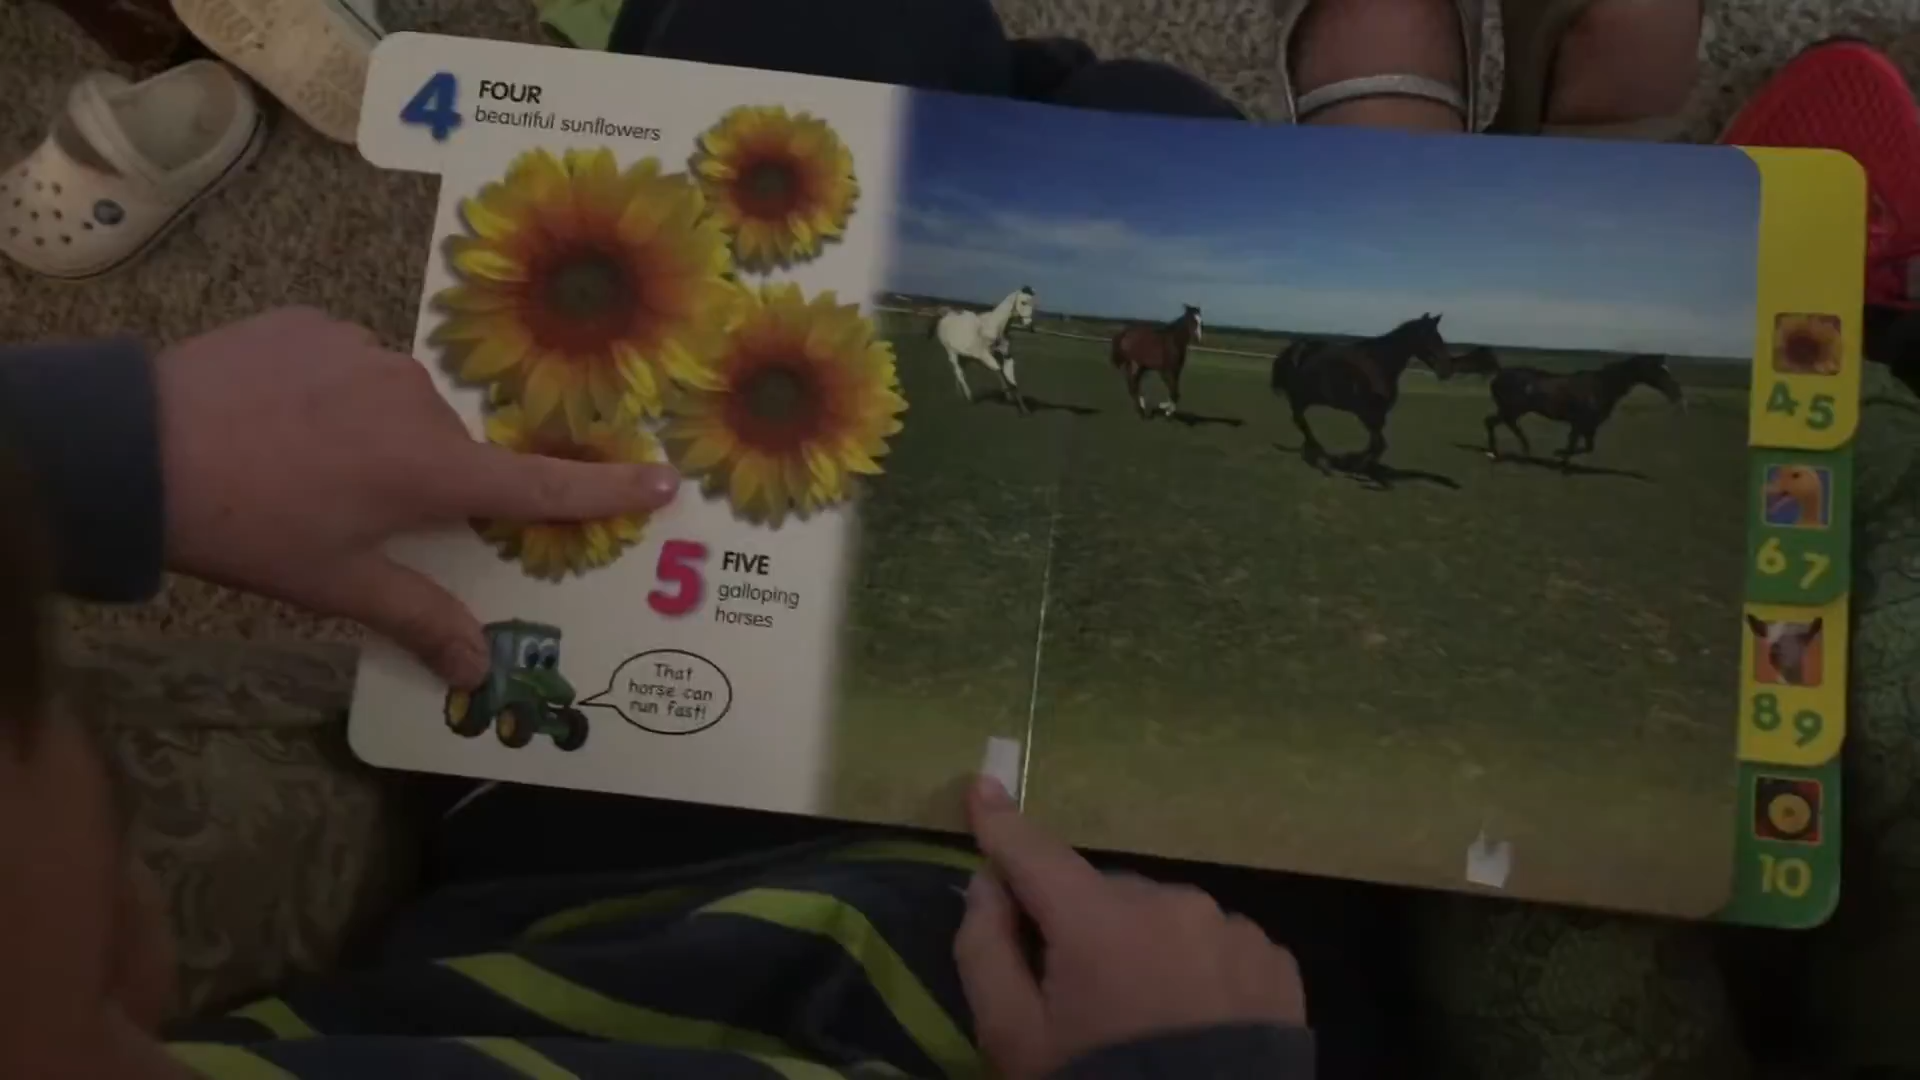 4 FOUR
beautiful sunflowers
5 FIVE
galloping
horses
That
horse can
run fast!
4 5
6 7
8 9
10